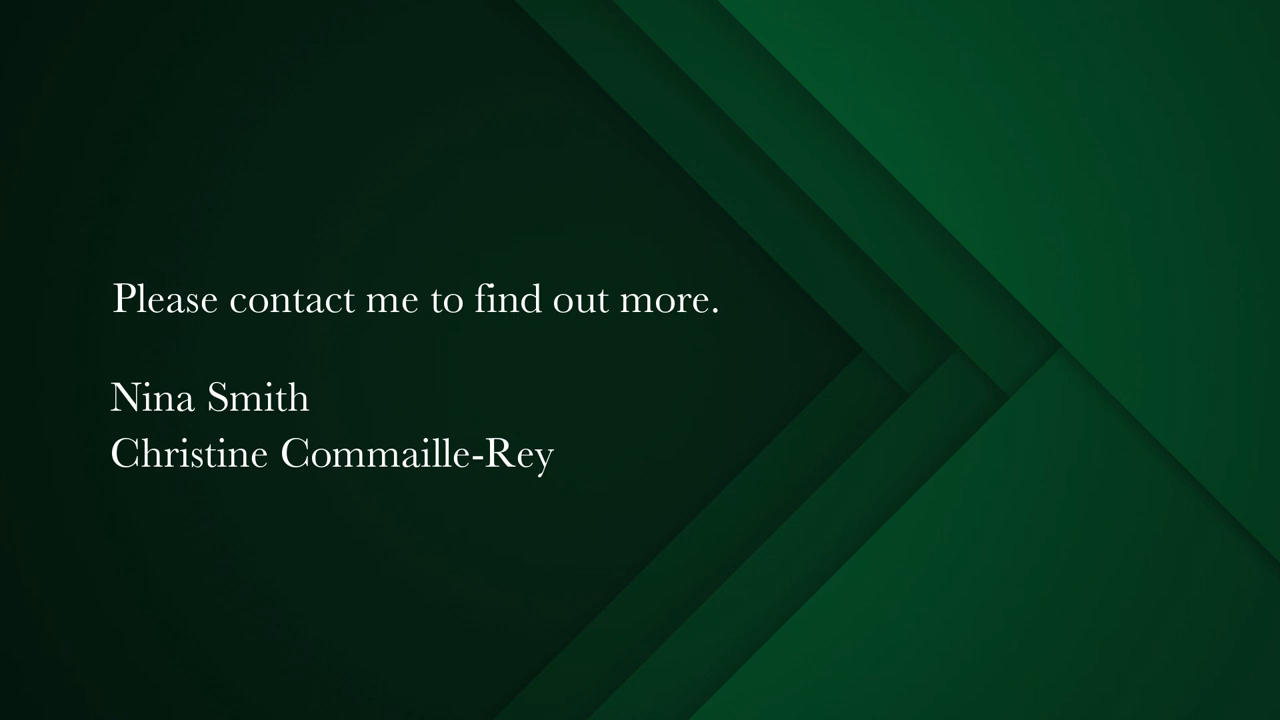 Please contact me to find out more.
Nina Smith
Christine Commaille-Rey